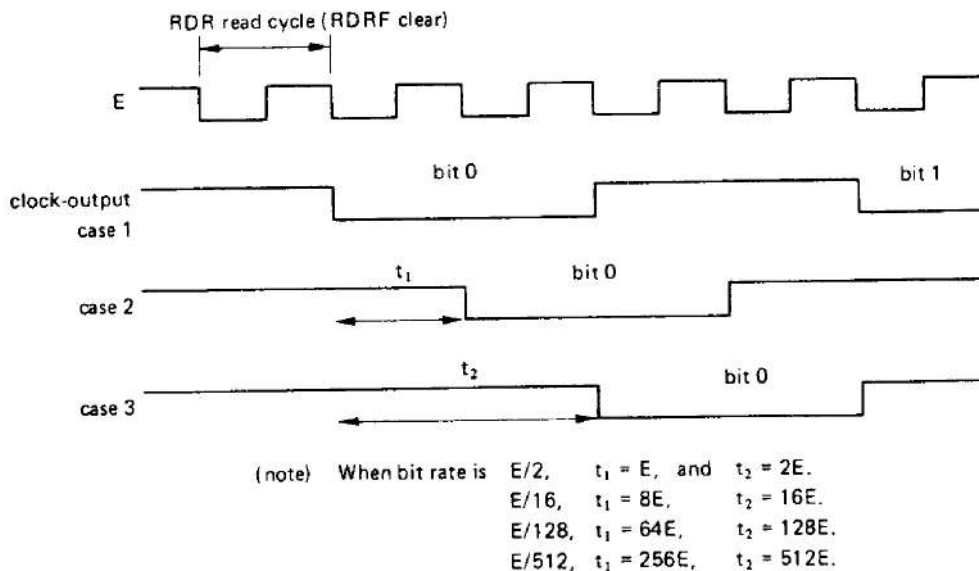 RDR read cycle (RDRF clear)
E
bit 0
bit 1
clock-output
case 1
t₁
bit 0
case 2
t₂
bit 0
case 3
(note) When bit rate is E/2, t₁ = E, and t₂ = 2E.
E/16, t₁ = 8E, t₂ = 16E.
E/128, t₁ = 64E, t₂ = 128E.
E/512, t₁ = 256E, t₂ = 512E.